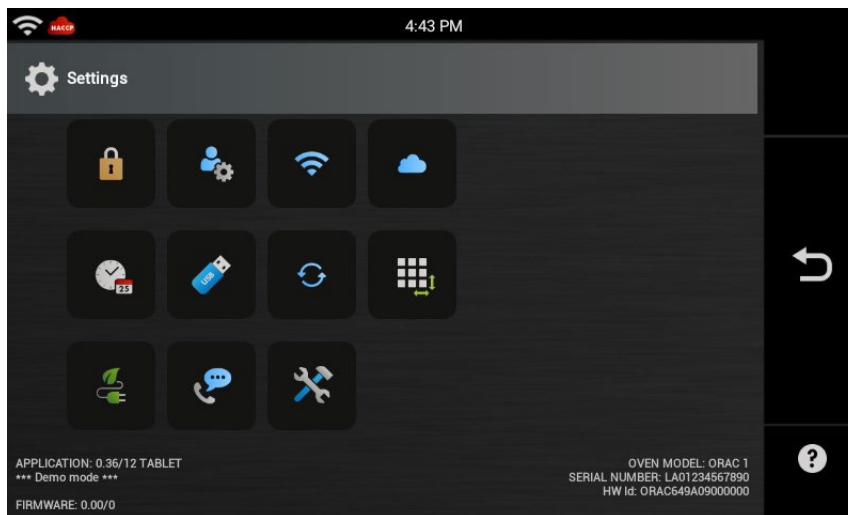 HACCP
4:43 PM
Settings
25
USB
APPLICATION: 0.36/12 TABLET
*** Demo mode ***
FIRMWARE: 0.00/0
OVEN MODEL: ORAC 1
SERIAL NUMBER: LA01234567890
HW Id: ORAC649A09000000
?